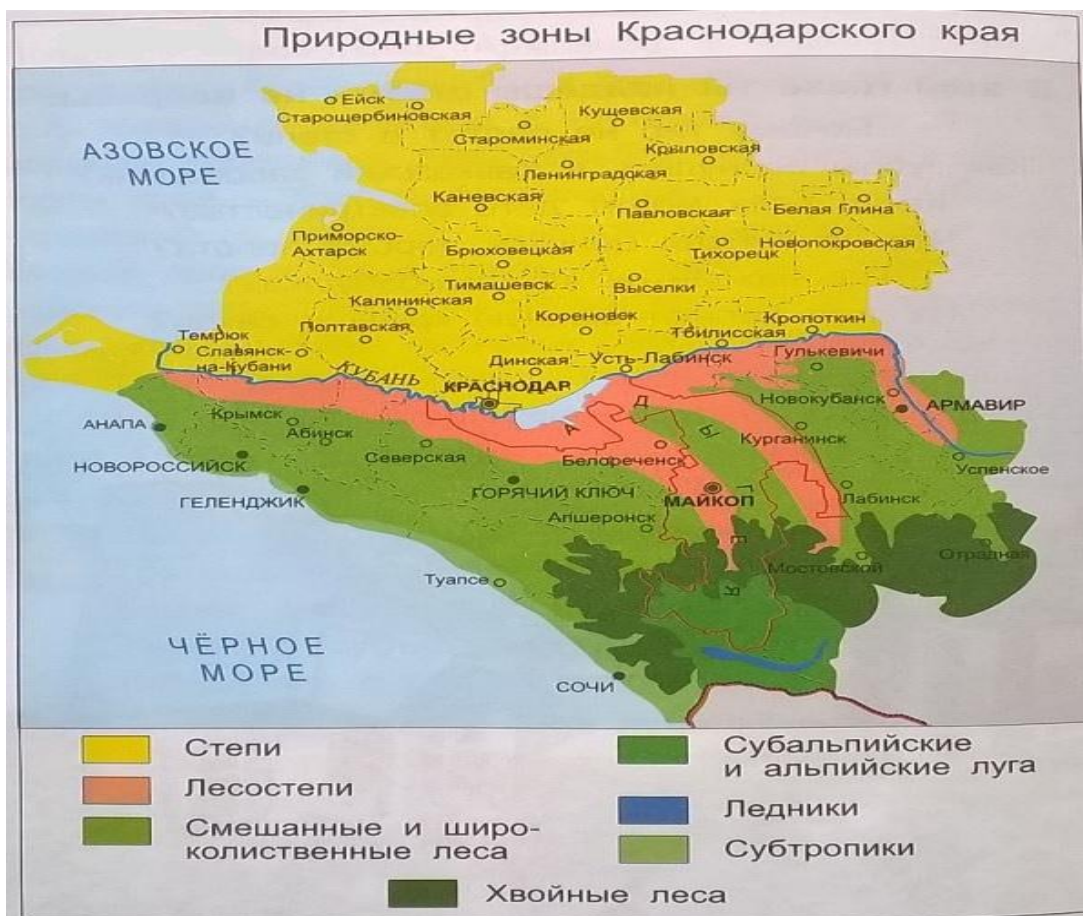 Природные зоны Краснодарского края
Ейск
Старощербиновская
Кущевская
Староминская
Крыловская
АЗОВСКОЕ
МОРЕ
Ленинградская
Каневская
Павловская
Белая Глина
Приморско-
Ахтарск
Брюховецкая
Новопокровская
Тихорецк
Тимашевск
Выселки
Калининская
Кореновск
Кропоткин
Полтавская
Тбилисская
Темрюк
Славянск-
на-Кубани
Динская
Усть-Лабинск
Гулькевичи
КУБАНЬ
КРАСНОДАР
Новокубанск
АРМАВИР
АНАПА
Крымск
Абинск
А Д Ы Г Е Я
Курганинск
Северская
Белореченск
Успенское
НОВОРОССИЙСК
ГОРЯЧИЙ КЛЮЧ
МАЙКОП
Лабинск
ГЕЛЕНДЖИК
Апшеронск
Отрадная
Мостовской
Туапсе
ЧЁРНОЕ
МОРЕ
СОЧИ
Степи
Лесостепи
Смешанные и широ-
колиственные леса
Субальпийские
и альпийские луга
Ледники
Субтропики
Хвойные леса